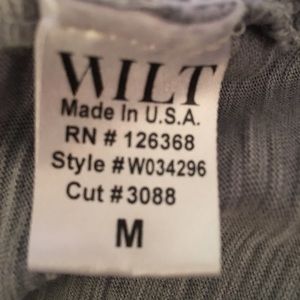 WILT
Made In U.S.A.
RN # 126368
Style #W034296
Cut #3088
M